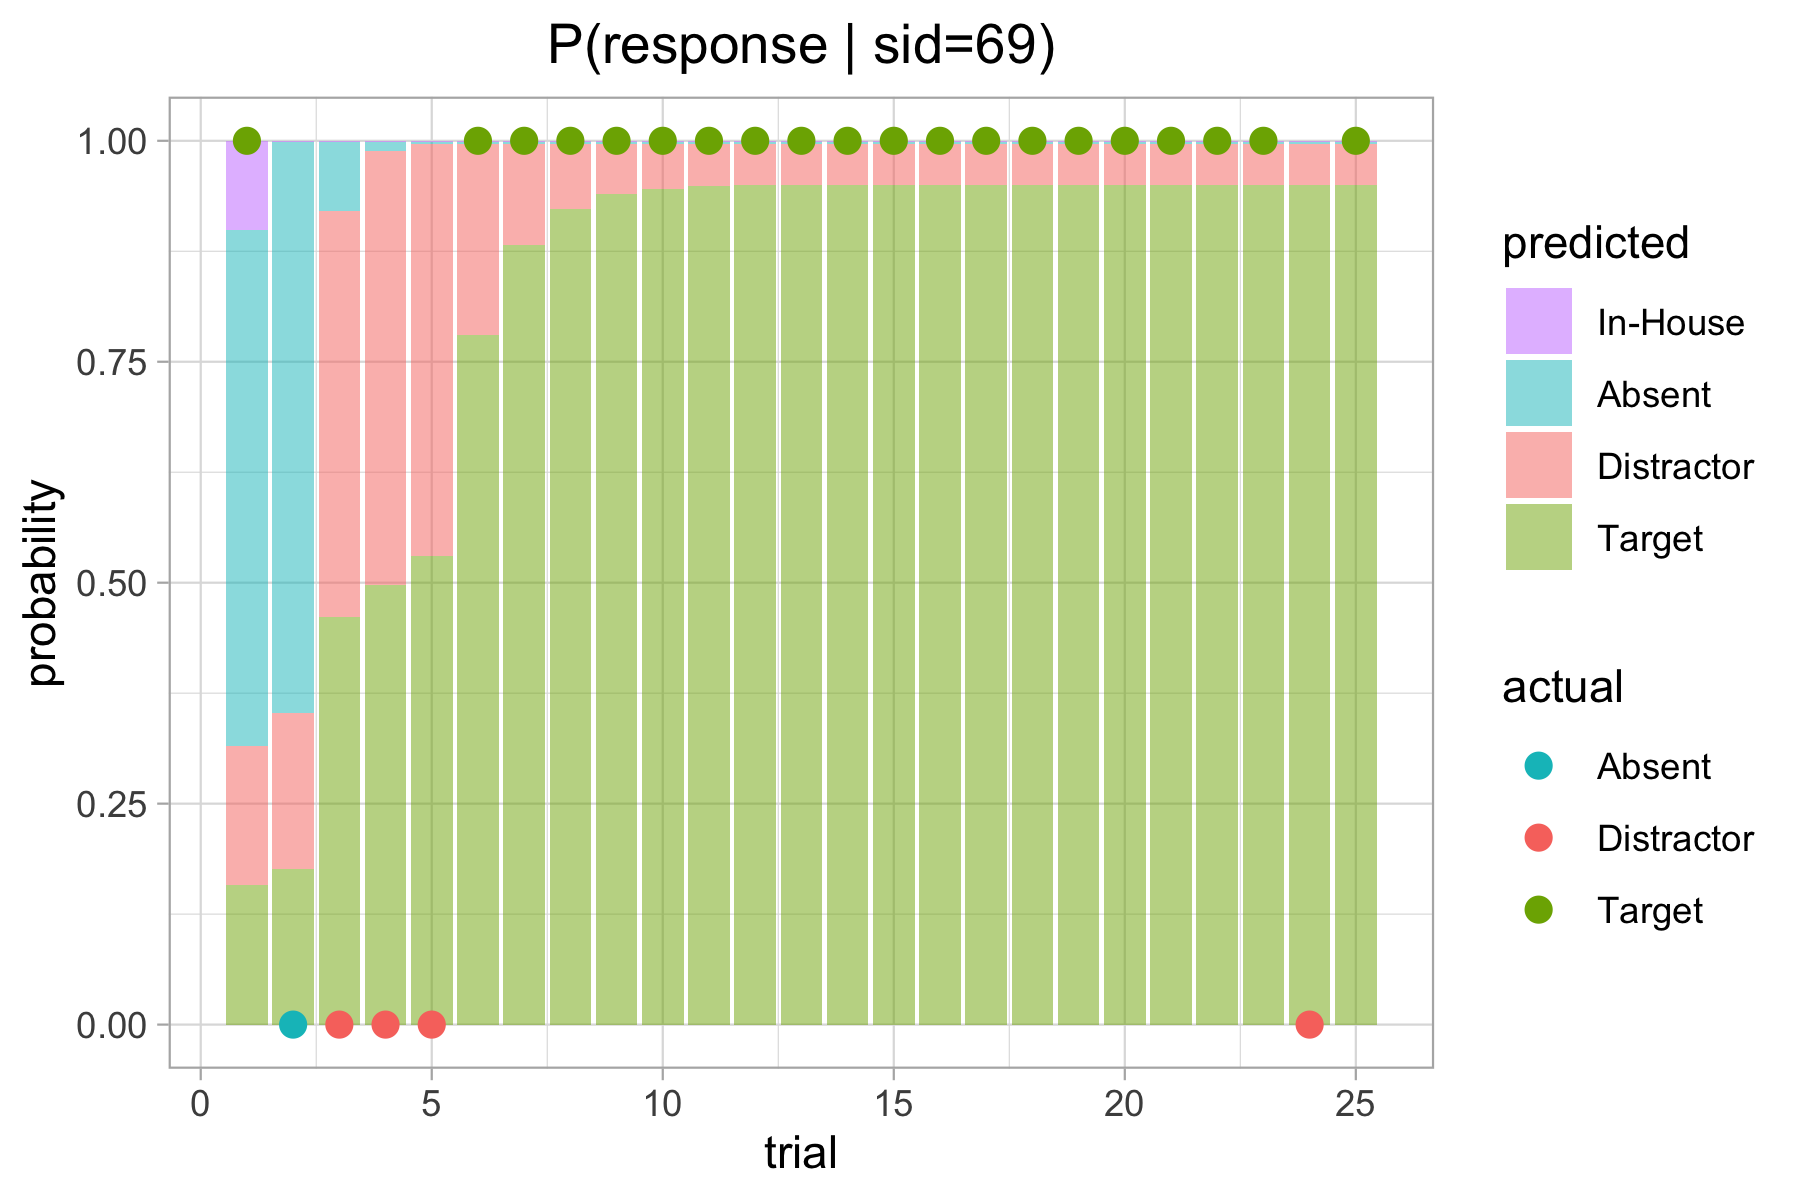 P(response | sid=69)
probability
1.00
0.75
0.50
0.25
0.00
0 5 10 15 20 25
trial
predicted
In-House
Absent
Distractor
Target
actual
Absent
Distractor
Target